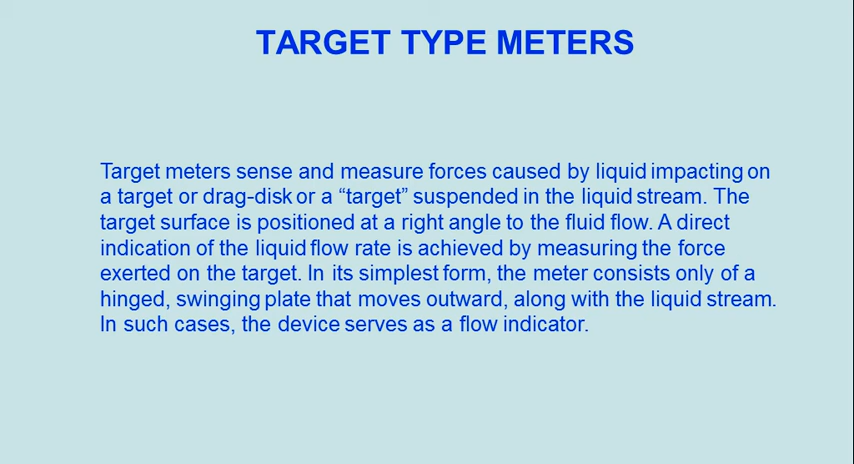 TARGET TYPE METERS
Target meters sense and measure forces caused by liquid impacting on
a target or drag-disk or a “target” suspended in the liquid stream. The
target surface is positioned at a right angle to the fluid flow. A direct
indication of the liquid flow rate is achieved by measuring the force
exerted on the target. In its simplest form, the meter consists only of a
hinged, swinging plate that moves outward, along with the liquid stream.
In such cases, the device serves as a flow indicator.